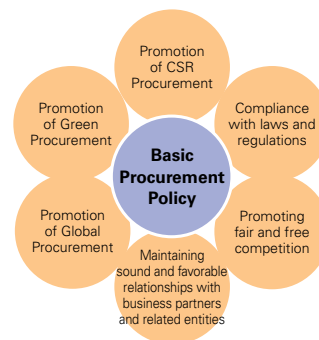 Promotion
of CSR
Procurement
Promotion
of Green
Procurement
Compliance
with laws and
regulations
Basic
Procurement
Policy
Promotion
of Global
Procurement
Promoting
fair and free
competition
Maintaining
sound and favorable
relationships with
business partners
and related entities